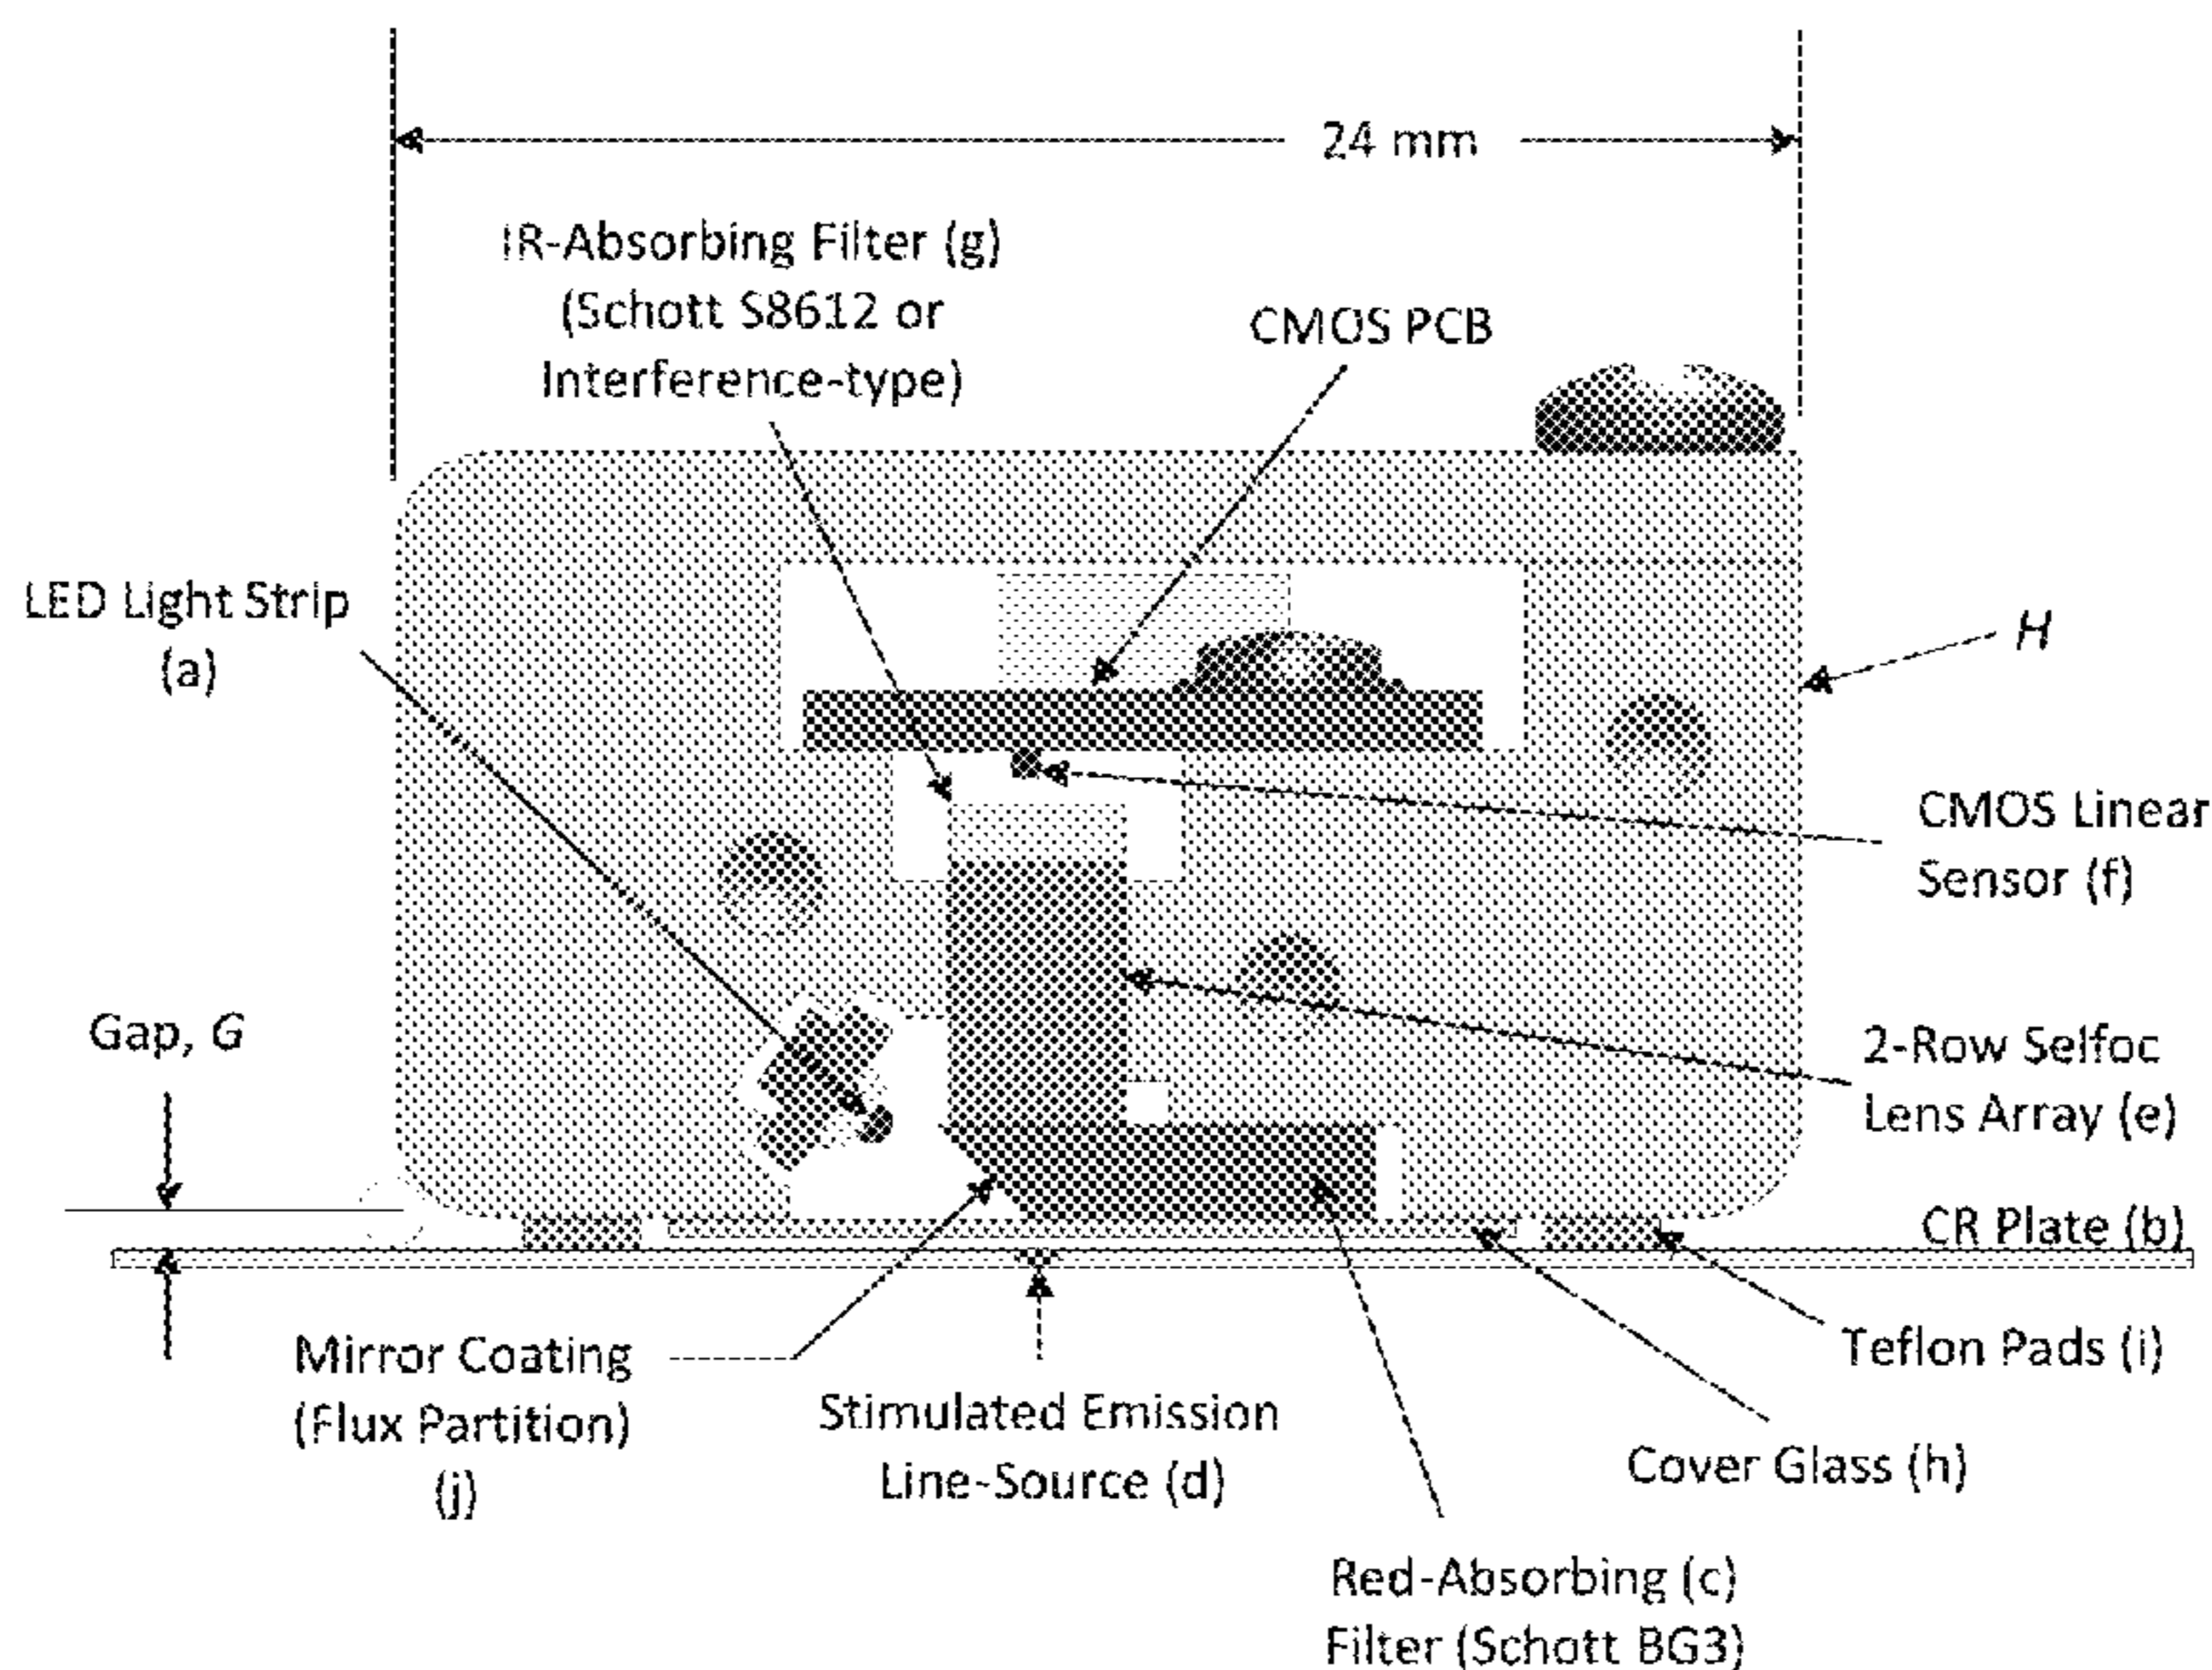 24 mm
IR-Absorbing Filter (g)
(Schott S8612 or
Interference-type)
CMOS PCB
LED Light Strip
(a)
H
CMOS Linear
Sensor (f)
Gap, G
2-Row Selfoc
Lens Array (e)
CR Plate (b)
Mirror Coating
(Flux Partition)
(j)
Stimulated Emission
Line-Source (d)
Teflon Pads (i)
Cover Glass (h)
Red-Absorbing (c)
Filter (Schott BG3)